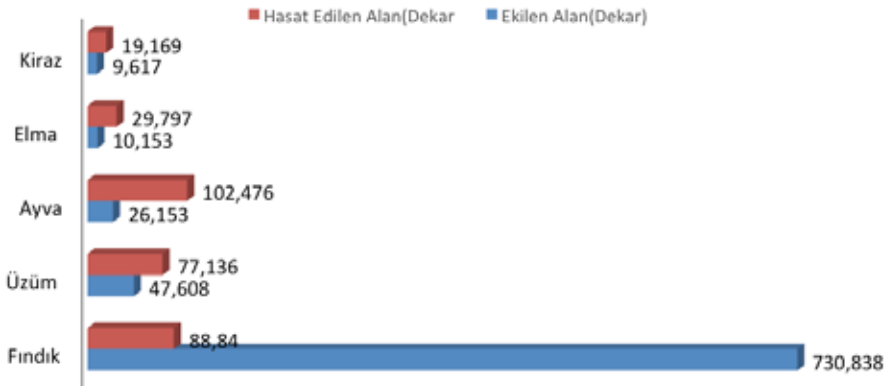 Hasat Edilen Alan(Dekar Ekilen Alan(Dekar)
Kiraz 19,169
9,617
Elma 29,797
10,153
Ayva 102,476
26,153
Üzüm 77,136
47,608
Fındık 88,84
730,838